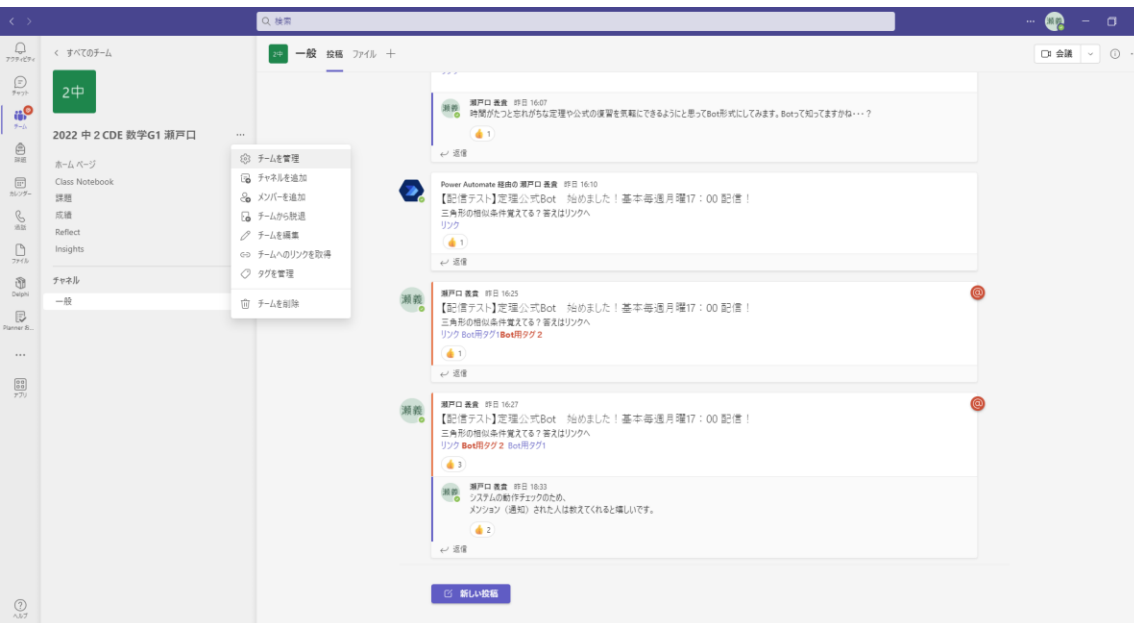 検索
瀬義
アクティビティ
チャット
チーム
課題
カレンダー
通話
ファイル
Delphi
Planner B...
アプリ
ヘルプ
すべてのチーム
2中
2022 中２CDE 数学G1 瀬戸口
ホーム ページ
Class Notebook
課題
成績
Reflect
Insights
チャネル
一般
チームを管理
チャネルを追加
メンバーを追加
チームから脱退
チームを編集
チームへのリンクを取得
タグを管理
チームを削除
2中 一般 投稿 ファイル
会議
瀬義 瀬戸口 義貴 昨日 16:07
時間がたつと忘れがちな定理や公式の復習を気軽にできるようにと思ってBot形式にしてみます。Botって知ってますかね・・・？
1
返信
Power Automate 経由の 瀬戸口 義貴 昨日 16:10
【配信テスト】定理公式Bot　始めました！基本毎週月曜17：00 配信！
三角形の相似条件覚えてる？答えはリンクへ
リンク
1
返信
瀬義 瀬戸口 義貴 昨日 16:25
【配信テスト】定理公式Bot　始めました！基本毎週月曜17：00 配信！
三角形の相似条件覚えてる？答えはリンクへ
リンク Bot用タグ1Bot用タグ２
1
返信
瀬義 瀬戸口 義貴 昨日 16:27
【配信テスト】定理公式Bot　始めました！基本毎週月曜17：00 配信！
三角形の相似条件覚えてる？答えはリンクへ
リンク Bot用タグ２ Bot用タグ1
3
瀬義 瀬戸口 義貴 昨日 18:33
システムの動作チェックのため、
メンション（通知）された人は教えてくれると嬉しいです。
2
返信
新しい投稿